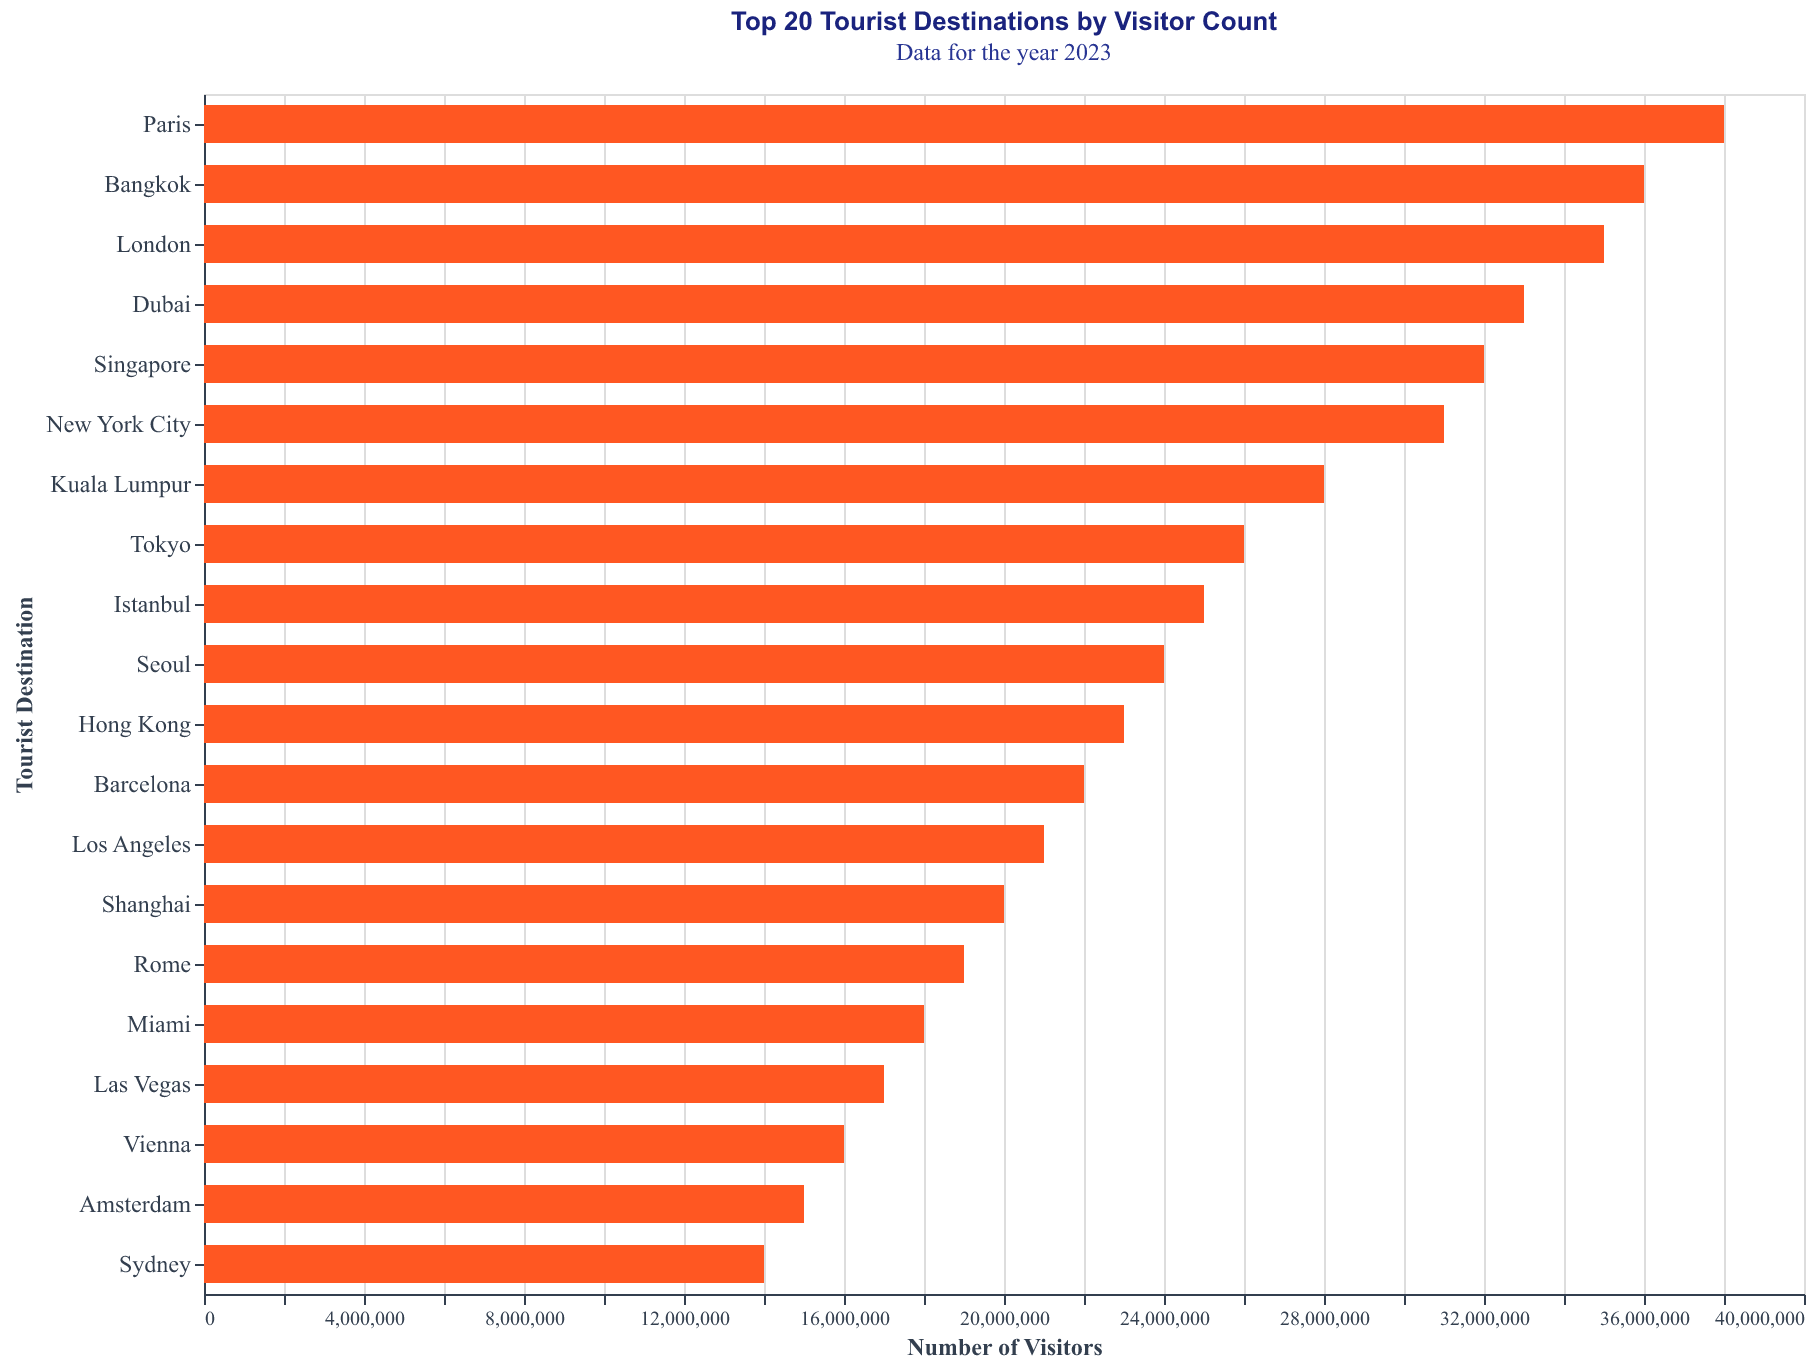 Top 20 Tourist Destinations by Visitor Count
Data for the year 2023
Paris
Bangkok
London
Dubai
Singapore
New York City
Kuala Lumpur
Tokyo
Istanbul
Seoul
Hong Kong
Barcelona
Los Angeles
Shanghai
Rome
Miami
Las Vegas
Vienna
Amsterdam
Sydney
Tourist Destination
0
4,000,000
8,000,000
12,000,000
16,000,000
20,000,000
24,000,000
28,000,000
32,000,000
36,000,000
40,000,000
Number of Visitors